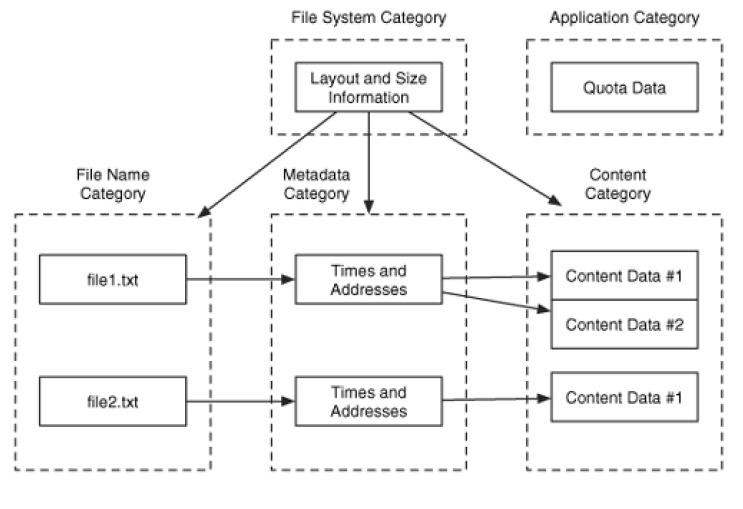 File System Category
Application Category
Layout and Size
Information
Quota Data
File Name
Category
Metadata
Category
Content
Category
file1.txt
Times and
Addresses
Content Data #1
Content Data #2
file2.txt
Times and
Addresses
Content Data #1